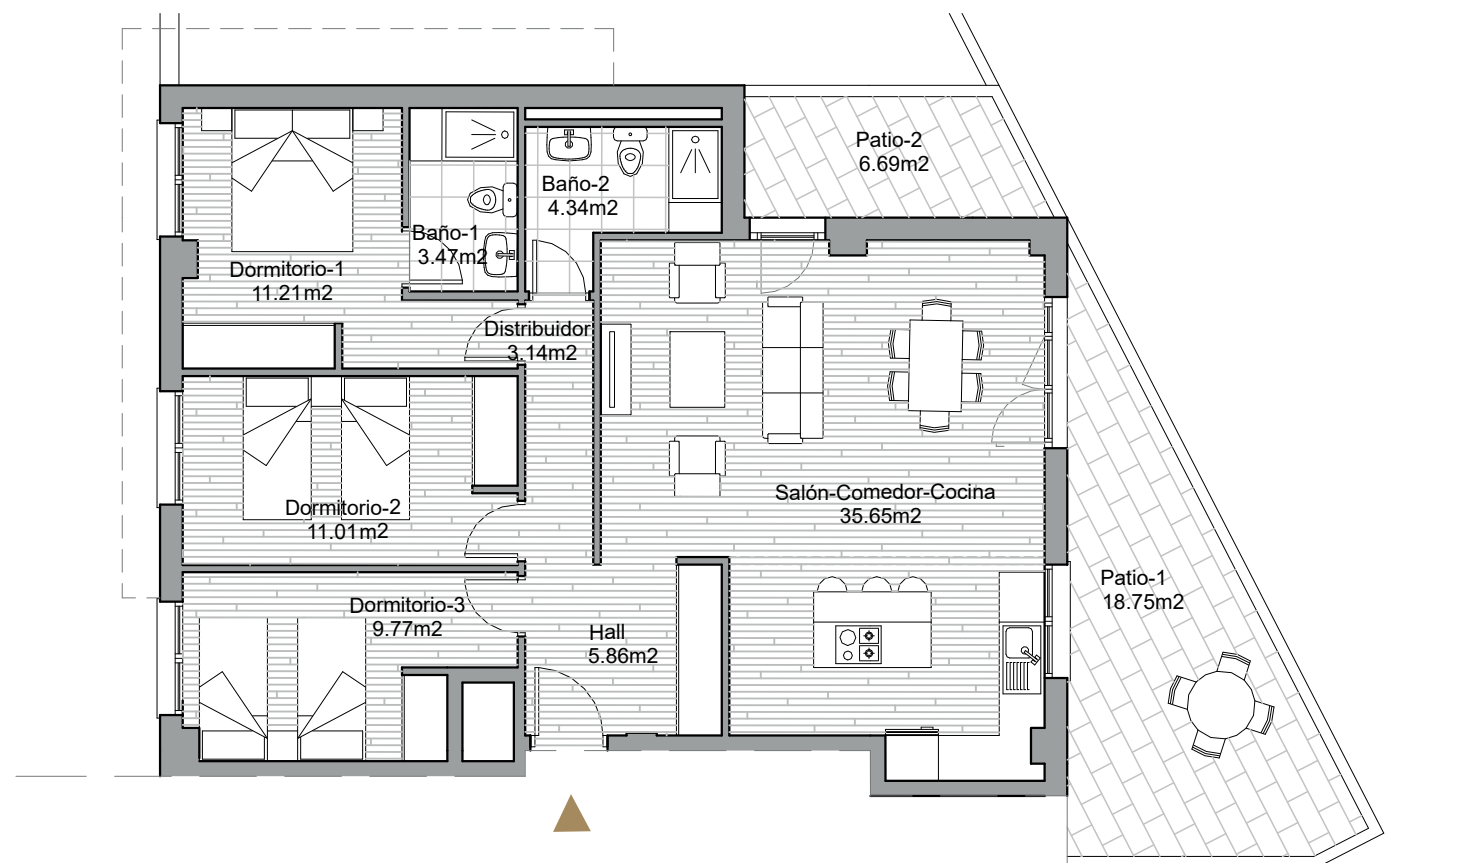 Patio-2
6.69m2
Baño-2
4.34m2
Baño-1
3.47m2
Dormitorio-1
11.21m2
Distribuidor
3.14m2
Salón-Comedor-Cocina
35.65m2
Dormitorio-2
11.01m2
Patio-1
18.75m2
Dormitorio-3
9.77m2
Hall
5.86m2